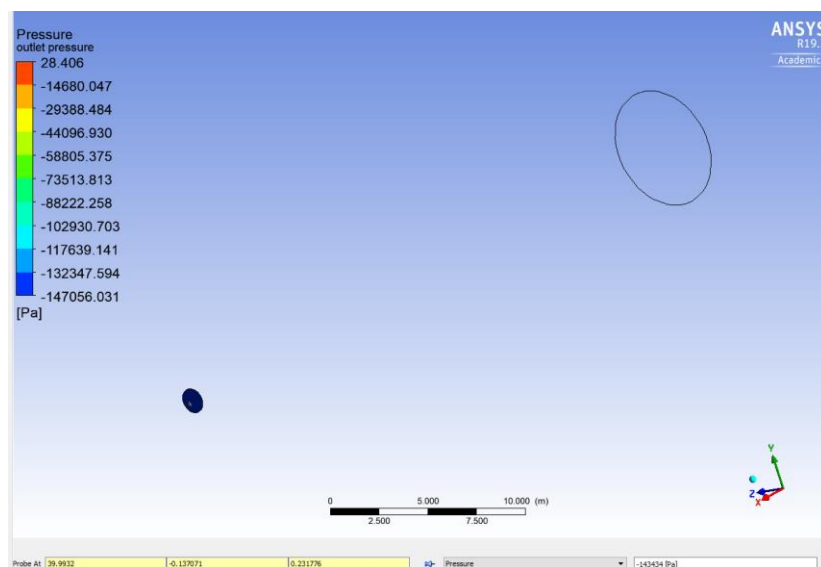 Pressure
outlet pressure
28.406
-14680.047
-29388.484
-44096.930
-58805.375
-73513.813
-88222.258
-102930.703
-117639.141
-132347.594
-147056.031
[Pa]
ANSYS
R19.
Academic
Y
Z
X
0 5.000 10.000 (m)
2.500 7.500
Probe At 39.9932 -0.137071 0.231776 Pressure -143434 [Pa]